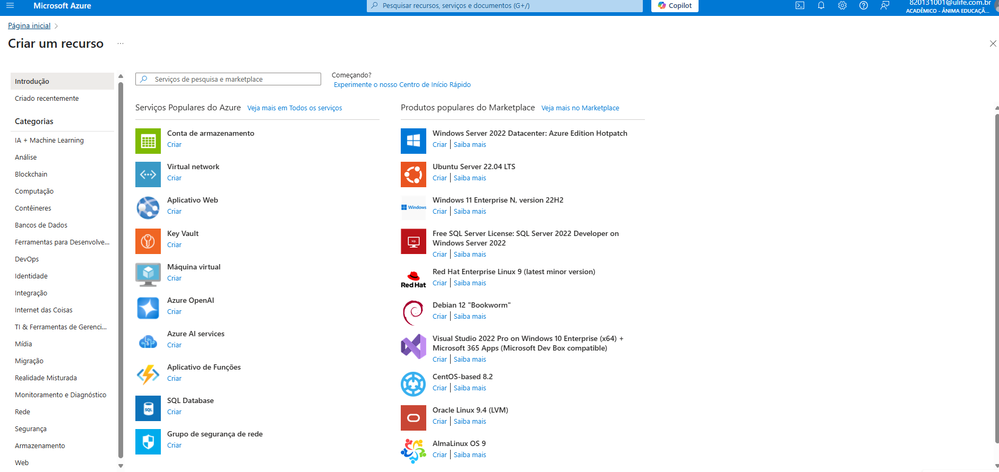 Microsoft Azure
Pesquisar recursos, serviços e documentos (G+/)
Copilot
820131001@ulife.com.br
ACADÊMICO - ÂNIMA EDUCAÇÃ...
Página inicial
Criar um recurso
...
Introdução
Criado recentemente
Categorias
IA + Machine Learning
Análise
Blockchain
Computação
Contêineres
Bancos de Dados
Ferramentas para Desenvolve...
DevOps
Identidade
Integração
Internet das Coisas
TI & Ferramentas de Gerenci...
Mídia
Migração
Realidade Misturada
Monitoramento e Diagnóstico
Rede
Segurança
Armazenamento
Web
Serviços de pesquisa e marketplace
Começando?
Experimente o nosso Centro de Início Rápido
Serviços Populares do Azure Veja mais em Todos os serviços
Conta de armazenamento
Criar
Virtual network
Criar
Aplicativo Web
Criar
Key Vault
Criar
Máquina virtual
Criar
Azure OpenAI
Criar
Azure AI services
Criar
Aplicativo de Funções
Criar
SQL
SQL Database
Criar
Grupo de segurança de rede
Criar
Produtos populares do Marketplace Veja mais no Marketplace
Windows Server 2022 Datacenter: Azure Edition Hotpatch
Criar | Saiba mais
Ubuntu Server 22.04 LTS
Criar | Saiba mais
Windows
Windows 11 Enterprise N, version 22H2
Criar | Saiba mais
SQL
Free SQL Server License: SQL Server 2022 Developer on
Windows Server 2022
Criar | Saiba mais
Red Hat
Red Hat Enterprise Linux 9 (latest minor version)
Criar | Saiba mais
Debian 12 "Bookworm"
Criar | Saiba mais
Visual Studio 2022 Pro on Windows 10 Enterprise (x64) +
Microsoft 365 Apps (Microsoft Dev Box compatible)
Criar | Saiba mais
CentOS-based 8.2
Criar | Saiba mais
Oracle Linux 9.4 (LVM)
Criar | Saiba mais
AlmaLinux OS 9
Criar | Saiba mais